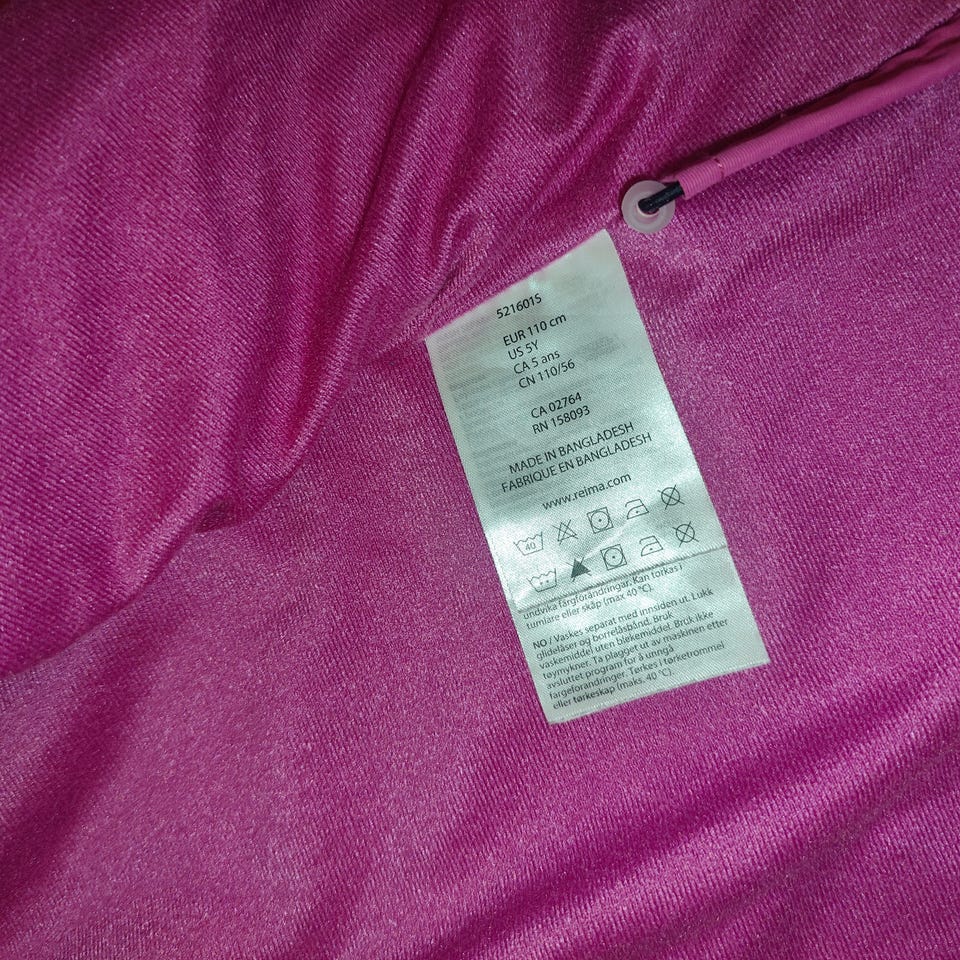 521601S
EUR 110 cm
US 5Y
CA 5 ans
CN 110/56
CA 02764
RN 158093
MADE IN BANGLADESH
FABRIQUE EN BANGLADESH
www.reima.com
40
undvika färgförändringar. Kan torkas i
tumlare eller skåp (max 40 °C).
NO / Vaskes separat med innsiden ut. Lukk
glidelåser og borrelåsbånd. Bruk
vaskemiddel uten blekemiddel. Bruk ikke
tøymykner. Ta plagget ut av maskinen etter
avsluttet program for å unngå
fargeforandringer. Tørkes i tørketrommel
eller tørkeskap (maks. 40 °C).